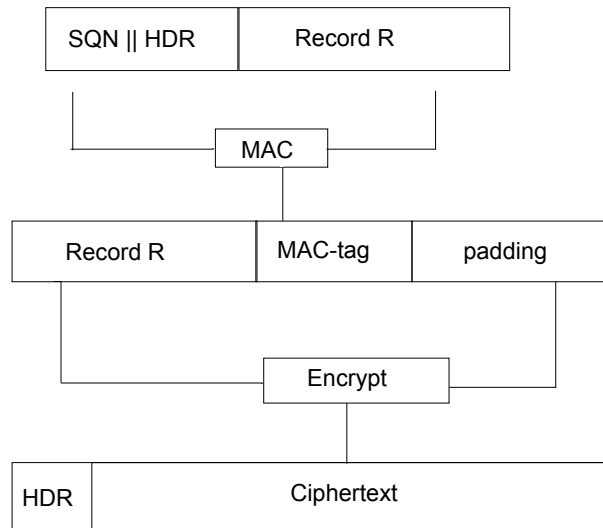 SQN || HDR Record R
MAC
Record R MAC-tag padding
Encrypt
HDR Ciphertext